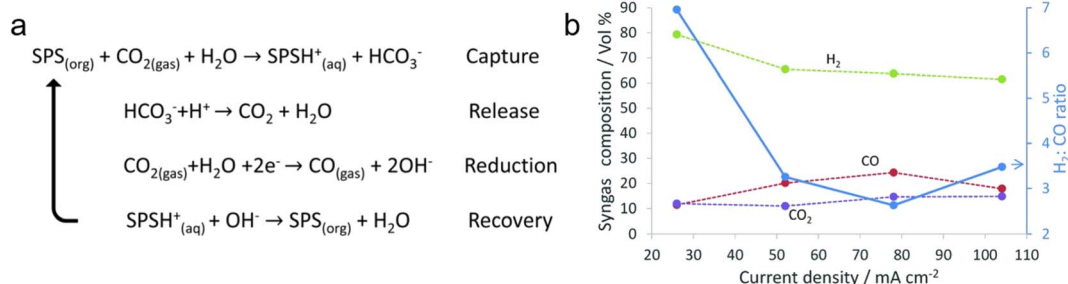 a
SPS(org) + CO2(gas) + H2O → SPSH+(aq) + HCO3- Capture
HCO3-+H+ → CO2 + H2O Release
CO2(gas)+H2O +2e- → CO(gas) + 2OH- Reduction
SPSH+(aq) + OH- → SPS(org) + H2O Recovery
b
Syngas composition / Vol %
90
80
70
60
50
40
30
20
10
0
H2
CO
CO2
7
6
5
4
3
2
H2: CO ratio
20 30 40 50 60 70 80 90 100 110
Current density / mA cm-2